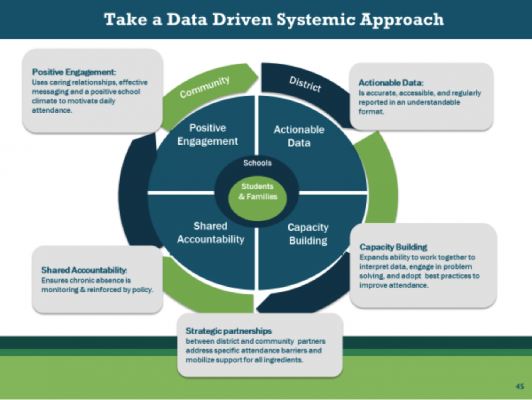 Take a Data Driven Systemic Approach
Positive Engagement:
Uses caring relationships, effective
messaging and a positive school
climate to motivate daily
attendance.
Community
District
Actionable Data:
Is accurate, accessible, and regularly
reported in an understandable
format.
Positive
Engagement
Actionable
Data
Schools
Students
& Families
Shared
Accountability
Capacity
Building
Shared Accountability:
Ensures chronic absence is
monitoring & reinforced by policy.
Capacity Building
Expands ability to work together to
interpret data, engage in problem
solving, and adopt best practices to
improve attendance.
Strategic partnerships
between district and community partners
address specific attendance barriers and
mobilize support for all ingredients.
45